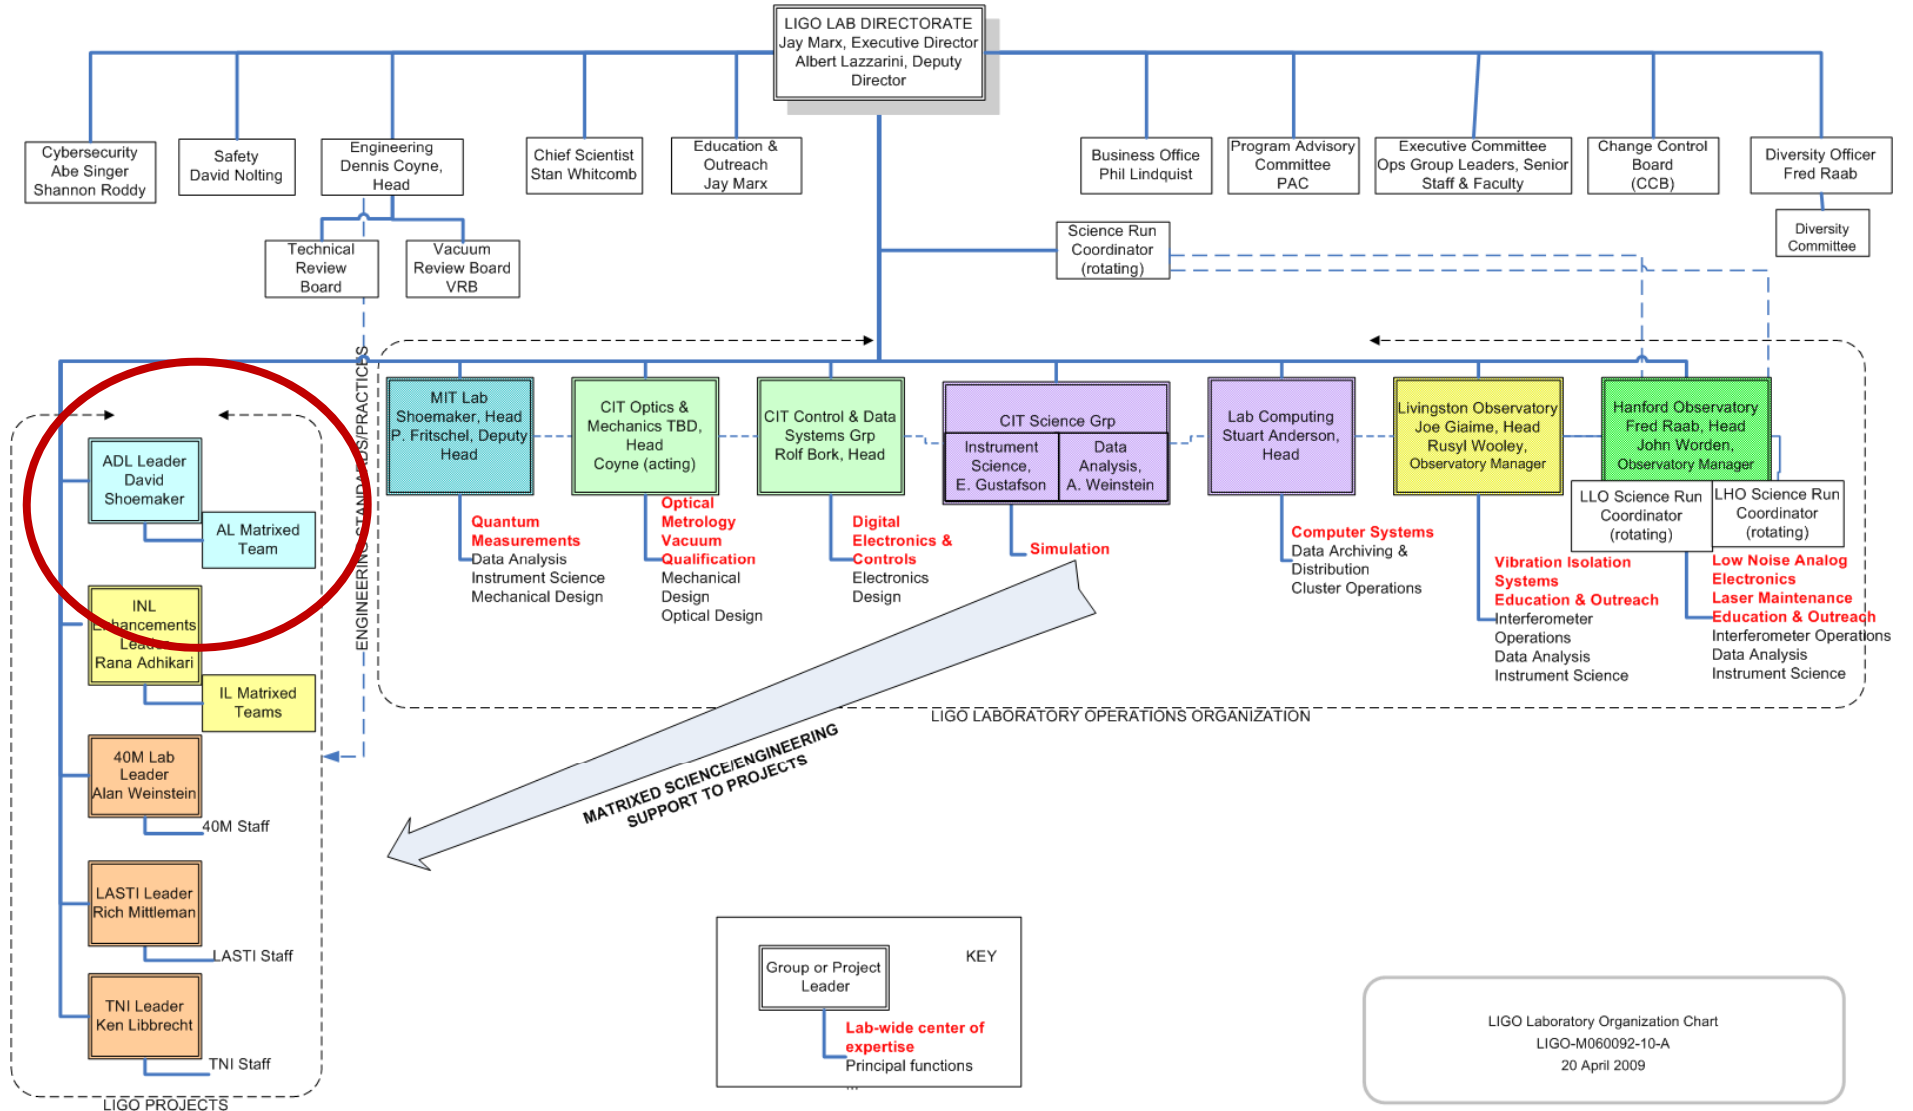 LIGO LAB DIRECTORATE
Jay Marx, Executive Director
Albert Lazzarini, Deputy
Director
Cybersecurity
Abe Singer
Shannon Roddy
Safety
David Nolting
Engineering
Dennis Coyne,
Head
Chief Scientist
Stan Whitcomb
Education &
Outreach
Jay Marx
Business Office
Phil Lindquist
Program Advisory
Committee
PAC
Executive Committee
Ops Group Leaders, Senior
Staff & Faculty
Change Control
Board
(CCB)
Diversity Officer
Fred Raab
Diversity
Committee
Technical
Review
Board
Vacuum
Review Board
VRB
Science Run
Coordinator
(rotating)
ENGINEERING STANDARDS/PRACTICES
MIT Lab
Shoemaker, Head
P. Fritschel, Deputy
Head
CIT Optics &
Mechanics TBD,
Head
Coyne (acting)
CIT Control & Data
Systems Grp
Rolf Bork, Head
CIT Science Grp
Instrument
Science,
E. Gustafson
Data
Analysis,
A. Weinstein
Lab Computing
Stuart Anderson,
Head
Livingston Observatory
Joe Giaime, Head
Rusyl Wooley,
Observatory Manager
Hanford Observatory
Fred Raab, Head
John Worden,
Observatory Manager
LLO Science Run
Coordinator
(rotating)
LHO Science Run
Coordinator
(rotating)
Quantum
Measurements
Data Analysis
Instrument Science
Mechanical Design
Optical
Metrology
Vacuum
Qualification
Mechanical
Design
Optical Design
Digital
Electronics &
Controls
Electronics
Design
Simulation
Computer Systems
Data Archiving &
Distribution
Cluster Operations
Vibration Isolation
Systems
Education & Outreach
Interferometer
Operations
Data Analysis
Instrument Science
Low Noise Analog
Electronics
Laser Maintenance
Education & Outreach
Interferometer Operations
Data Analysis
Instrument Science
LIGO LABORATORY OPERATIONS ORGANIZATION
MATRIXED SCIENCE/ENGINEERING
SUPPORT TO PROJECTS
ADL Leader
David
Shoemaker
AL Matrixed
Team
INL
Enhancements
Leader
Rana Adhikari
IL Matrixed
Teams
40M Lab
Leader
Alan Weinstein
40M Staff
LASTI Leader
Rich Mittleman
LASTI Staff
TNI Leader
Ken Libbrecht
TNI Staff
LIGO PROJECTS
KEY
Group or Project
Leader
Lab-wide center of
expertise
Principal functions
...
LIGO Laboratory Organization Chart
LIGO-M060092-10-A
20 April 2009